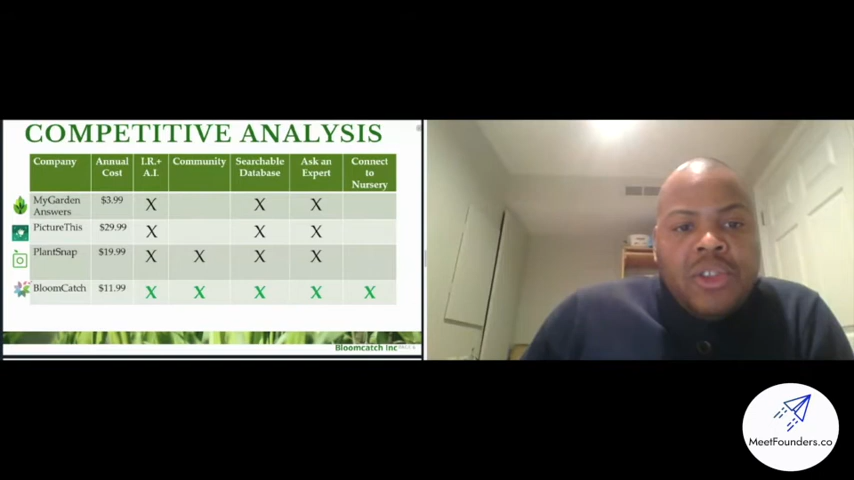 COMPETITIVE ANALYSIS
Company Annual Cost I.R.+ A.I. Community Searchable Database Ask an Expert Connect to Nursery
MyGarden Answers $3.99 X X X
PictureThis $29.99 X X X
PlantSnap $19.99 X X X X
BloomCatch $11.99 X X X X X
Bloomcatch Inc
MeetFounders.co